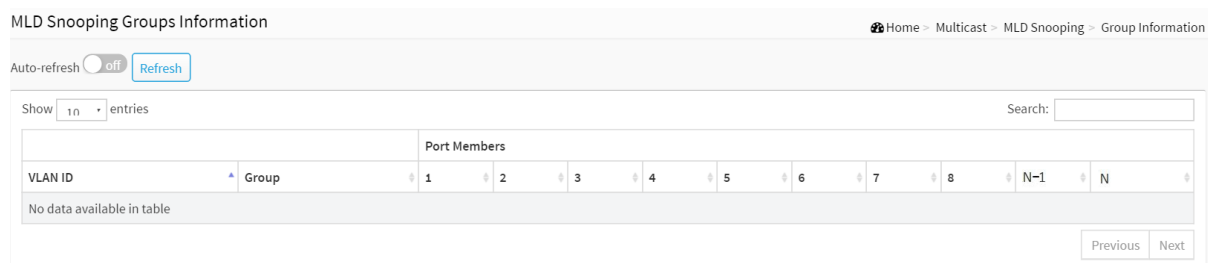 MLD Snooping Groups Information
Home > Multicast > MLD Snooping > Group Information
Auto-refresh off Refresh
Show 10 entries
Search:
Port Members
VLAN ID Group 1 2 3 4 5 6 7 8 N-1 N
No data available in table
Previous Next